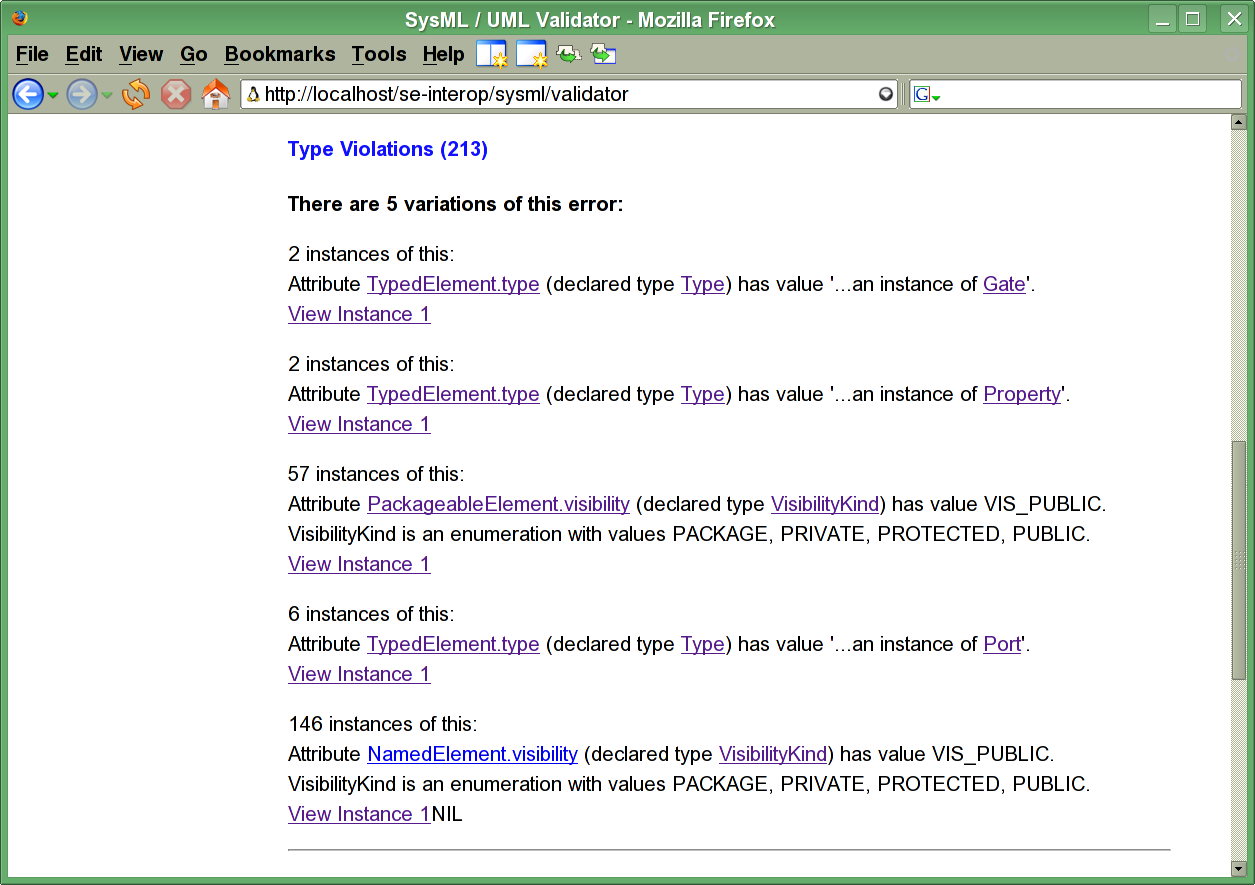 SysML / UML Validator - Mozilla Firefox
File Edit View Go Bookmarks Tools Help
http://localhost/se-interop/sysml/validator
G
Type Violations (213)
There are 5 variations of this error:
2 instances of this:
Attribute TypedElement.type (declared type Type) has value '...an instance of Gate'.
View Instance 1
2 instances of this:
Attribute TypedElement.type (declared type Type) has value '...an instance of Property'.
View Instance 1
57 instances of this:
Attribute PackageableElement.visibility (declared type VisibilityKind) has value VIS_PUBLIC.
VisibilityKind is an enumeration with values PACKAGE, PRIVATE, PROTECTED, PUBLIC.
View Instance 1
6 instances of this:
Attribute TypedElement.type (declared type Type) has value '...an instance of Port'.
View Instance 1
146 instances of this:
Attribute NamedElement.visibility (declared type VisibilityKind) has value VIS_PUBLIC.
VisibilityKind is an enumeration with values PACKAGE, PRIVATE, PROTECTED, PUBLIC.
View Instance 1NIL